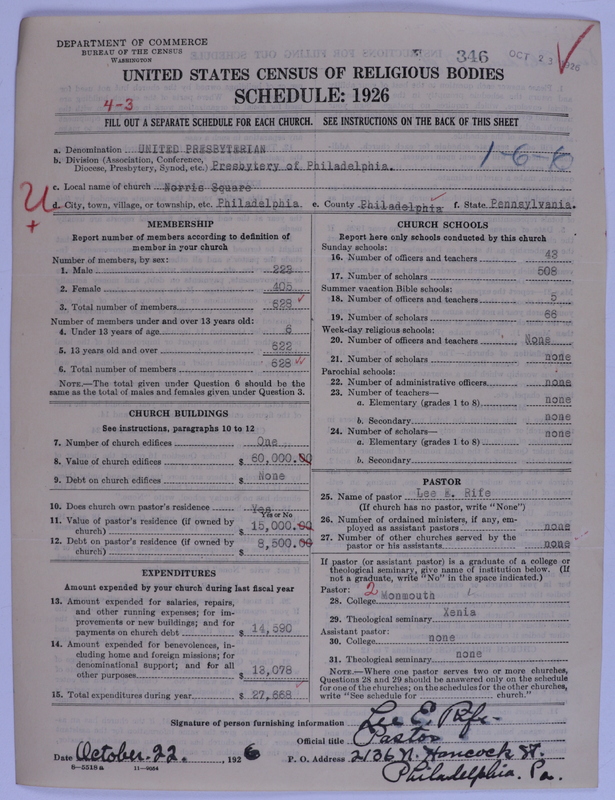 DEPARTMENT OF COMMERCE
BUREAU OF THE CENSUS
WASHINGTON
346
OCT 23 1926
UNITED STATES CENSUS OF RELIGIOUS BODIES
SCHEDULE: 1926
4-3
FILL OUT A SEPARATE SCHEDULE FOR EACH CHURCH. SEE INSTRUCTIONS ON THE BACK OF THIS SHEET
a. Denomination UNITED PRESBYTERIAN
b. Division (Association, Conference, Diocese, Presbytery, Synod, etc.) Presbytery of Philadelphia.
1-6-0
c. Local name of church Norris Square
d. City, town, village, or township, etc. Philadelphia e. County Philadelphia f. State Pennsylvania.
MEMBERSHIP
Report number of members according to definition of
member in your church
Number of members, by sex:
1. Male 223
2. Female 405
3. Total number of members 628
Number of members under and over 13 years old:
4. Under 13 years of age 6
5. 13 years old and over 622
6. Total number of members 628
NOTE.—The total given under Question 6 should be the
same as the total of males and females given under Question 3.
CHURCH BUILDINGS
See instructions, paragraphs 10 to 12
7. Number of church edifices One
8. Value of church edifices $ 60,000.00
9. Debt on church edifices $ None
10. Does church own pastor's residence Yes
Yes or No
11. Value of pastor's residence (if owned by
church) $ 15,000.00
12. Debt on pastor's residence (if owned by
church) $ 8,500.00
EXPENDITURES
Amount expended by your church during last fiscal year
13. Amount expended for salaries, repairs,
and other running expenses; for im-
provements or new buildings; and for
payments on church debt $ 14,590
14. Amount expended for benevolences, in-
cluding home and foreign missions; for
denominational support; and for all
other purposes $ 13,078
15. Total expenditures during year $ 27,668
CHURCH SCHOOLS
Report here only schools conducted by this church
Sunday schools:
16. Number of officers and teachers 43
17. Number of scholars 508
Summer vacation Bible schools:
18. Number of officers and teachers 5
19. Number of scholars 66
Week-day religious schools:
20. Number of officers and teachers None
21. Number of scholars none
Parochial schools:
22. Number of administrative officers none
23. Number of teachers—
a. Elementary (grades 1 to 8) none
b. Secondary none
24. Number of scholars—
a. Elementary (grades 1 to 8) none
b. Secondary
PASTOR
25. Name of pastor Lee E. Rife
(If church has no pastor, write "None")
26. Number of ordained ministers, if any, em-
ployed as assistant pastors none
27. Number of other churches served by the
pastor or his assistants none
If pastor (or assistant pastor) is a graduate of a college or
theological seminary, give name of institution below. (If
not a graduate, write "No" in the space indicated.)
Pastor:
28. College 2 Monmouth
29. Theological seminary Xenia
Assistant pastor:
30. College none
31. Theological seminary none
NOTE.—Where one pastor serves two or more churches,
Questions 28 and 29 should be answered only on the schedule
for one of the churches; on the schedules for the other churches,
write "See schedule for church."
Signature of person furnishing information Lee E. Rife
Official title Pastor
Date October 22, 1926 P. O. Address 2136 N. Hancock St.
Philadelphia, Pa.
8-5518a 11-9054